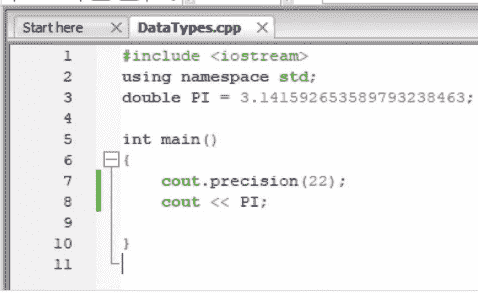 Start here DataTypes.cpp
1 #include <iostream>
2 using namespace std;
3 double PI = 3.141592653589793238463;
4
5 int main()
6 {
7 cout.precision(22);
8 cout << PI;
9
10 }
11